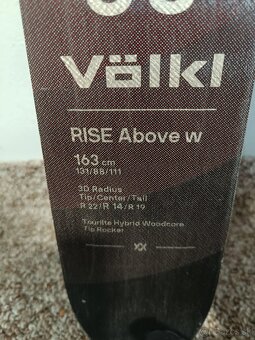 Völkl
RISE Above w
163 cm
131/88/111
3D Radius
Tip/Center/Tail
R 22/R 14/R 19
Tourlite Hybrid Woodcore
Tip Rocker